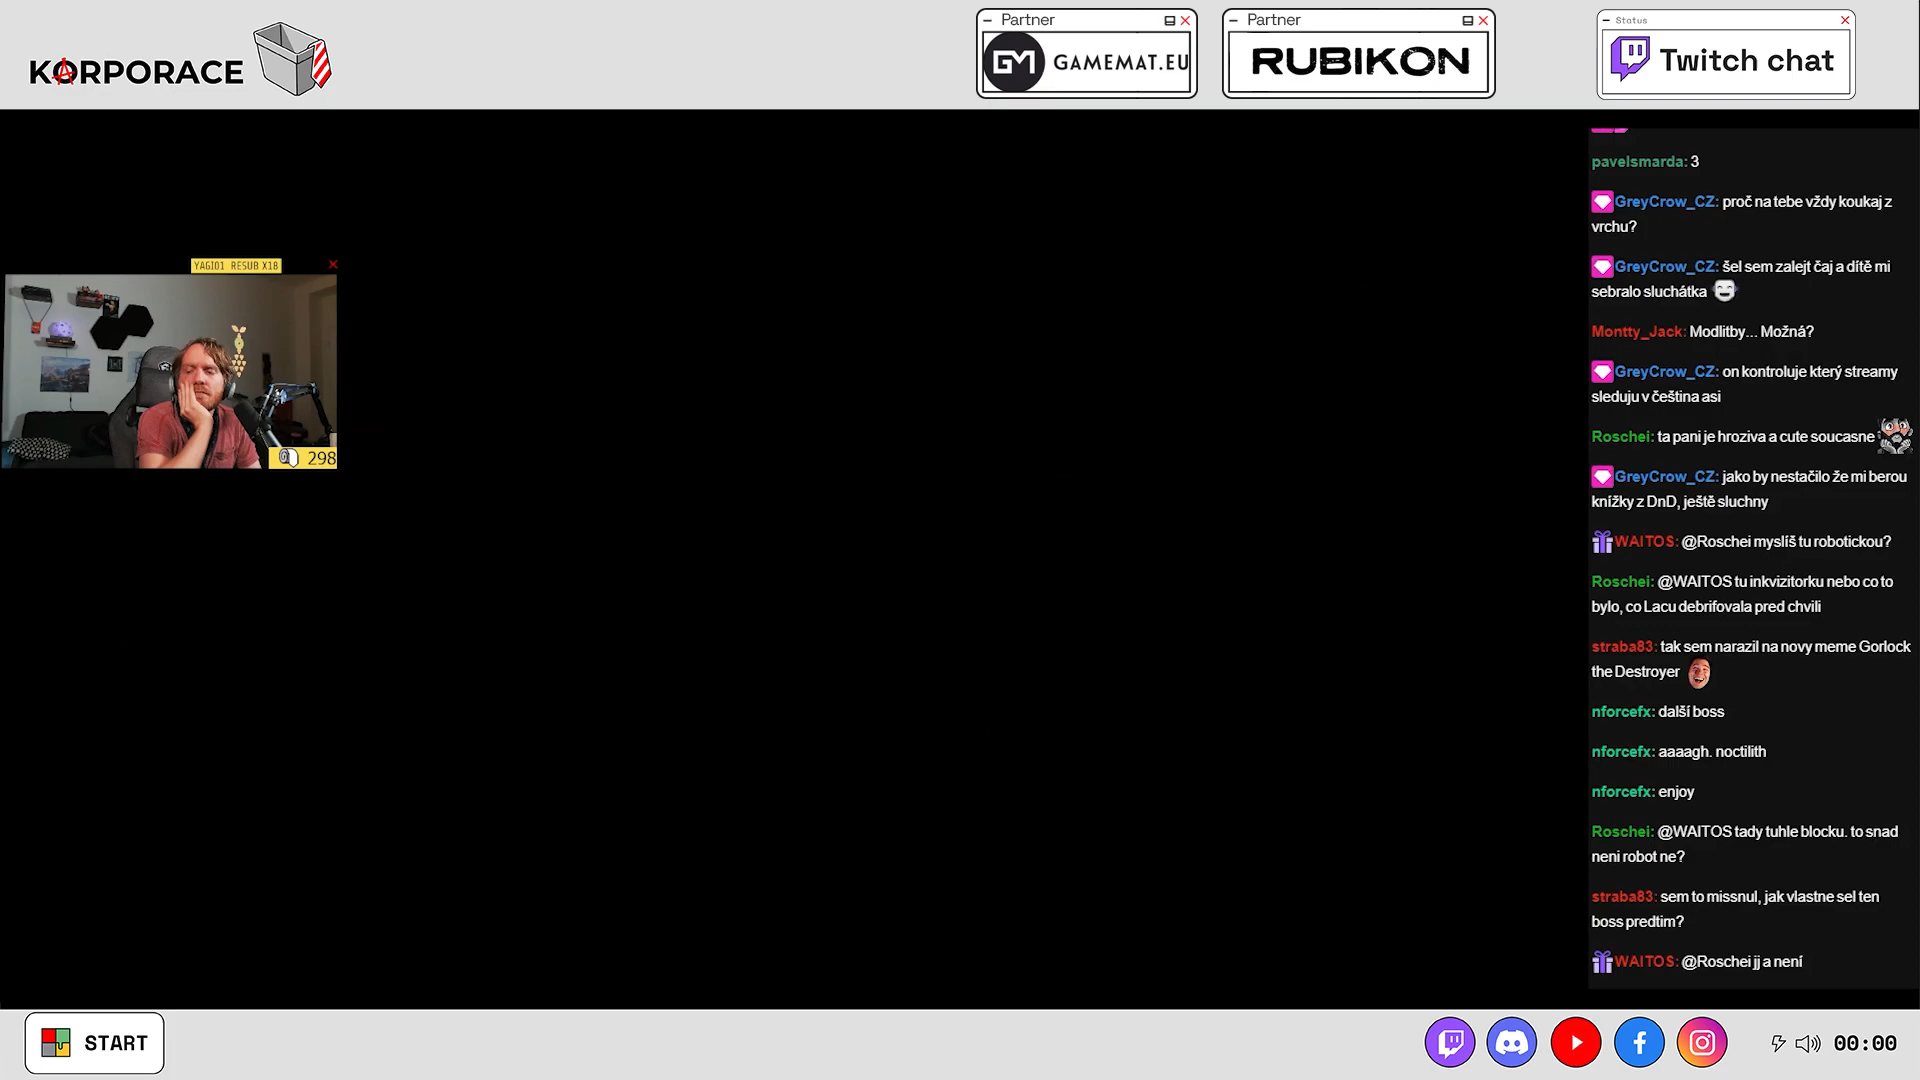 KORPORACE
Partner
GM GAMEMAT.EU
Partner
RUBIKON
Status
Twitch chat
YAGI01 RESUB X18
298
pavelsmarda: 3
GreyCrow_CZ: proč na tebe vždy koukaj z
vrchu?
GreyCrow_CZ: šel sem zalejt čaj a dítě mi
sebralo sluchátka
Montty_Jack: Modlitby... Možná?
GreyCrow_CZ: on kontroluje který streamy
sleduju v čeština asi
Roschei: ta pani je hroziva a cute soucasne
GreyCrow_CZ: jako by nestačilo že mi berou
knížky z DnD, ještě sluchny
WAITOS: @Roschei myslíš tu robotickou?
Roschei: @WAITOS tu inkvizitorku nebo co to
bylo, co Lacu debrifovala pred chvili
straba83: tak sem narazil na novy meme Gorlock
the Destroyer
nforcefx: další boss
nforcefx: aaaagh. noctilith
nforcefx: enjoy
Roschei: @WAITOS tady tuhle blocku. to snad
neni robot ne?
straba83: sem to missnul, jak vlastne sel ten
boss predtim?
WAITOS: @Roschei jj a není
START
00:00